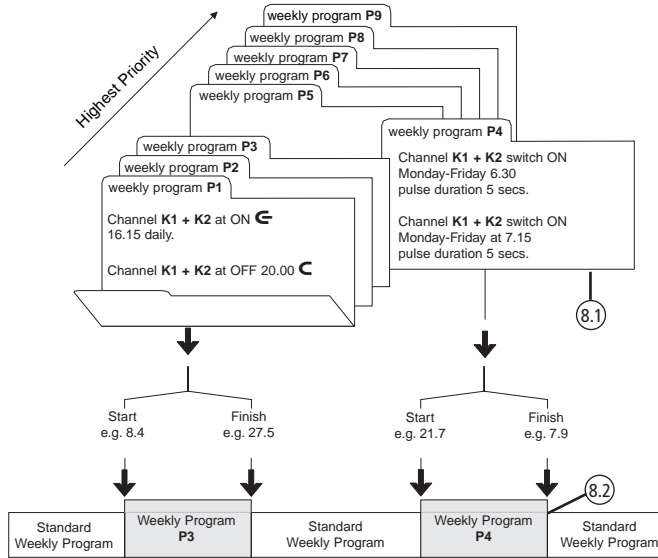 Highest Priority
weekly program P9
weekly program P8
weekly program P7
weekly program P6
weekly program P5
weekly program P4
Channel K1 + K2 switch ON
Monday-Friday 6.30
pulse duration 5 secs.
Channel K1 + K2 switch ON
Monday-Friday at 7.15
pulse duration 5 secs.
8.1
weekly program P3
weekly program P2
weekly program P1
Channel K1 + K2 at ON
16.15 daily.
Channel K1 + K2 at OFF 20.00
Start
e.g. 8.4
Finish
e.g. 27.5
Start
e.g. 21.7
Finish
e.g. 7.9
8.2
Standard
Weekly Program
Weekly Program
P3
Standard
Weekly Program
Weekly Program
P4
Standard
Weekly Program